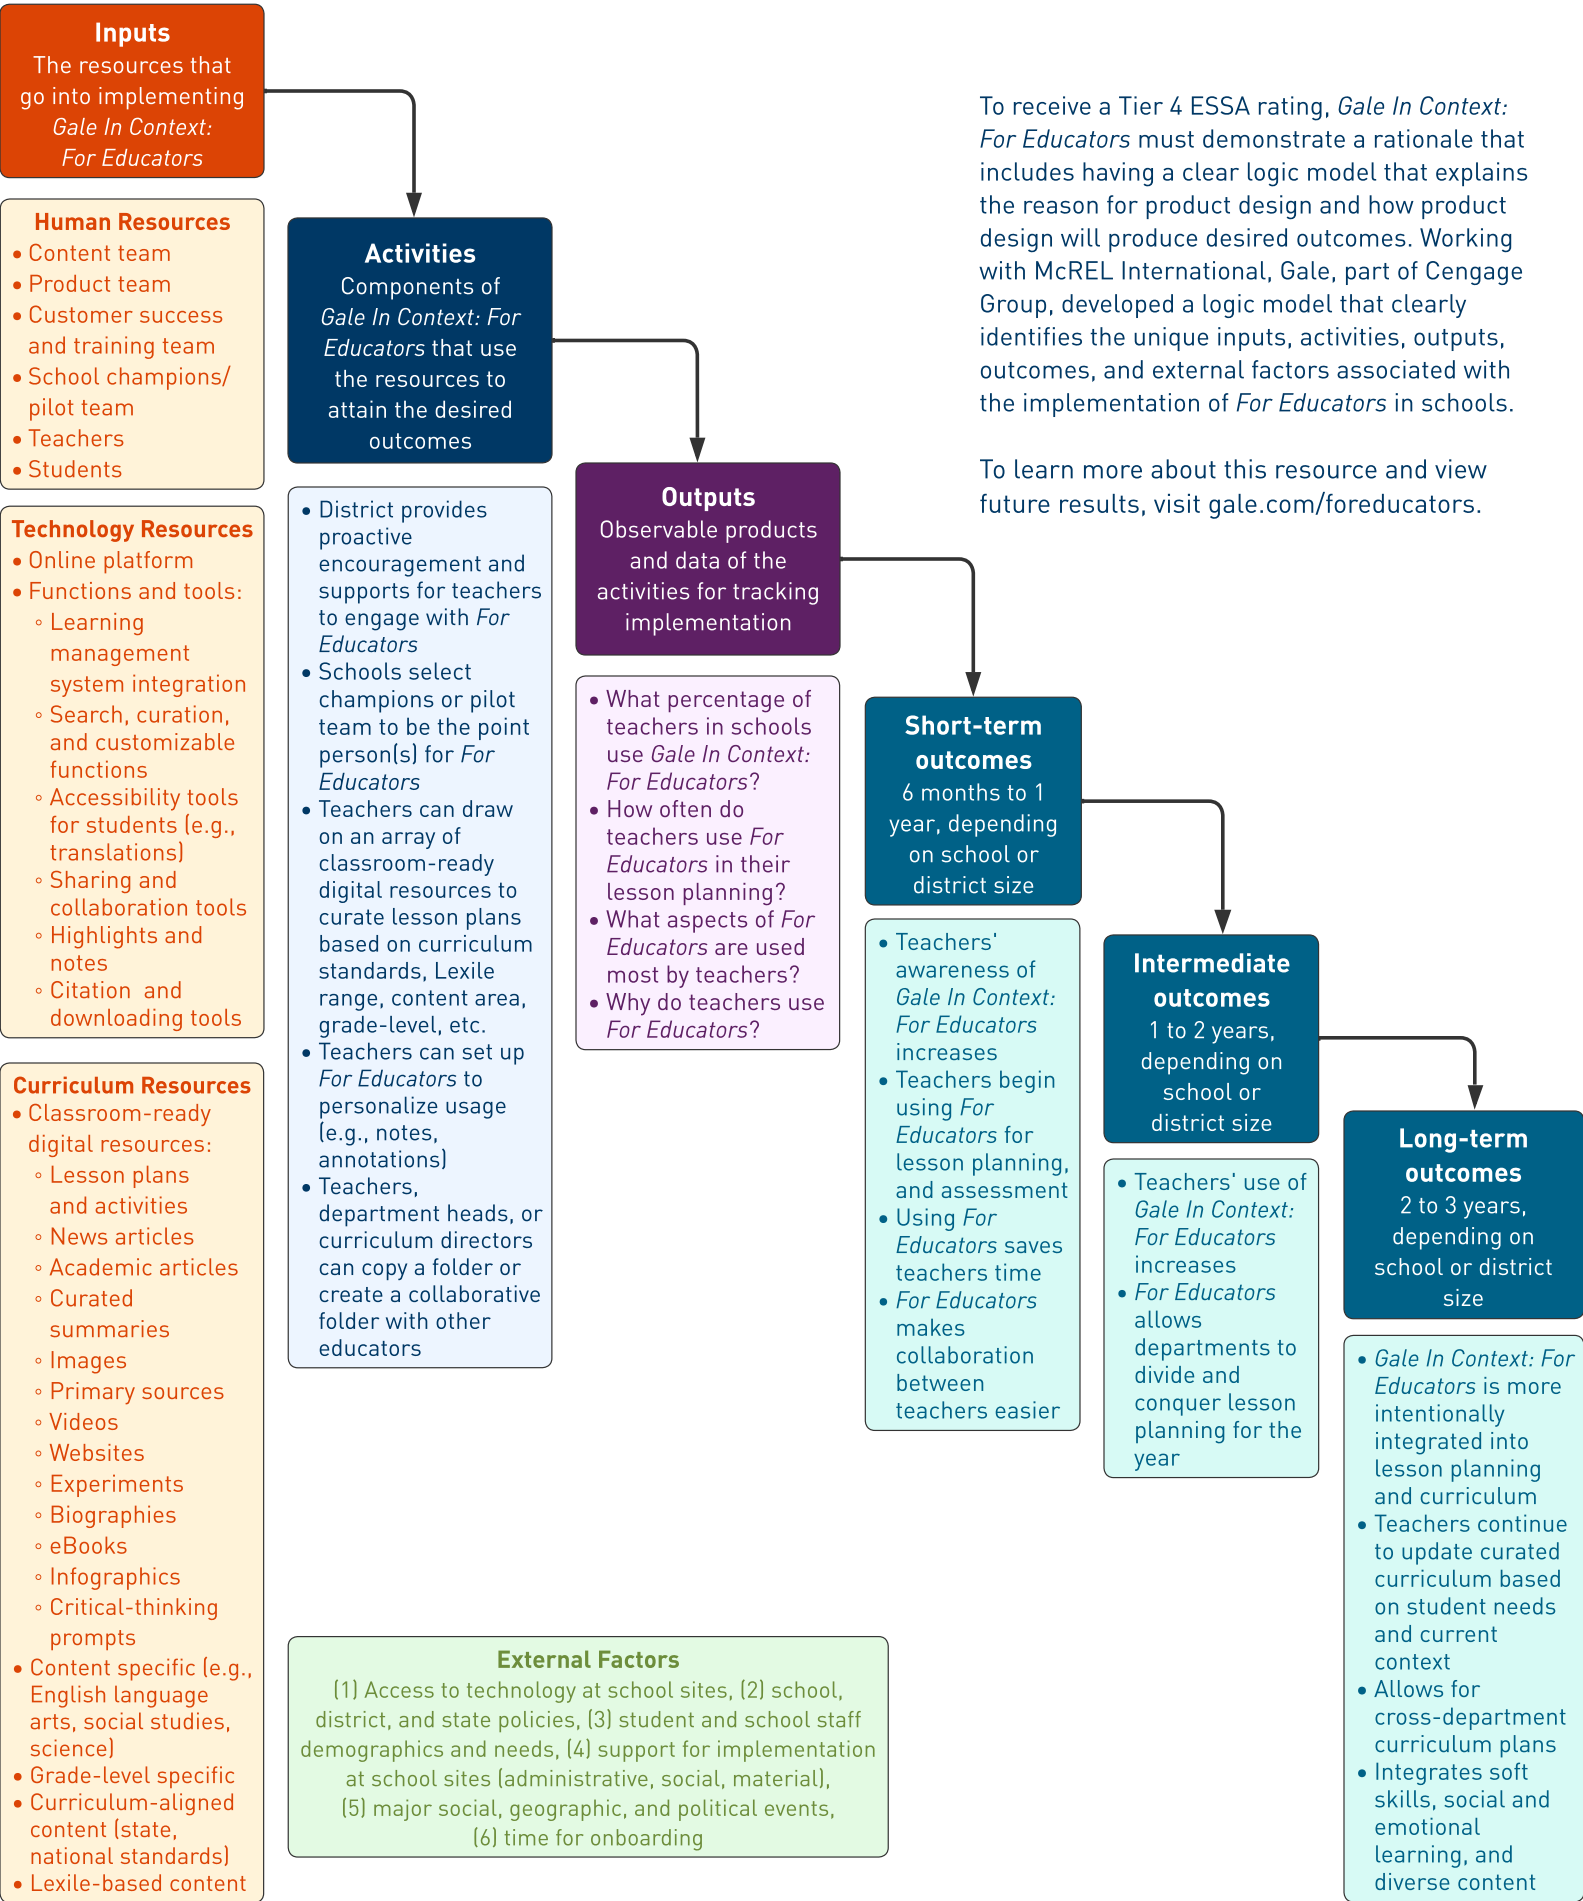 Inputs
The resources that
go into implementing
Gale In Context:
For Educators
Human Resources
• Content team
• Product team
• Customer success
and training team
• School champions/
pilot team
• Teachers
• Students
Technology Resources
• Online platform
• Functions and tools:
◦ Learning
management
system integration
◦ Search, curation,
and customizable
functions
◦ Accessibility tools
for students (e.g.,
translations)
◦ Sharing and
collaboration tools
◦ Highlights and
notes
◦ Citation and
downloading tools
Curriculum Resources
• Classroom-ready
digital resources:
◦ Lesson plans
and activities
◦ News articles
◦ Academic articles
◦ Curated
summaries
◦ Images
◦ Primary sources
◦ Videos
◦ Websites
◦ Experiments
◦ Biographies
◦ eBooks
◦ Infographics
◦ Critical-thinking
prompts
• Content specific (e.g.,
English language
arts, social studies,
science)
• Grade-level specific
• Curriculum-aligned
content (state,
national standards)
• Lexile-based content
Activities
Components of
Gale In Context: For
Educators that use
the resources to
attain the desired
outcomes
• District provides
proactive
encouragement and
supports for teachers
to engage with For
Educators
• Schools select
champions or pilot
team to be the point
person(s) for For
Educators
• Teachers can draw
on an array of
classroom-ready
digital resources to
curate lesson plans
based on curriculum
standards, Lexile
range, content area,
grade-level, etc.
• Teachers can set up
For Educators to
personalize usage
(e.g., notes,
annotations)
• Teachers,
department heads, or
curriculum directors
can copy a folder or
create a collaborative
folder with other
educators
Outputs
Observable products
and data of the
activities for tracking
implementation
• What percentage of
teachers in schools
use Gale In Context:
For Educators?
• How often do
teachers use For
Educators in their
lesson planning?
• What aspects of For
Educators are used
most by teachers?
• Why do teachers use
For Educators?
Short-term
outcomes
6 months to 1
year, depending
on school or
district size
• Teachers'
awareness of
Gale In Context:
For Educators
increases
• Teachers begin
using For
Educators for
lesson planning,
and assessment
• Using For
Educators saves
teachers time
• For Educators
makes
collaboration
between
teachers easier
Intermediate
outcomes
1 to 2 years,
depending on
school or
district size
• Teachers' use of
Gale In Context:
For Educators
increases
• For Educators
allows
departments to
divide and
conquer lesson
planning for the
year
Long-term
outcomes
2 to 3 years,
depending on
school or district
size
• Gale In Context: For
Educators is more
intentionally
integrated into
lesson planning
and curriculum
• Teachers continue
to update curated
curriculum based
on student needs
and current
context
• Allows for
cross-department
curriculum plans
• Integrates soft
skills, social and
emotional
learning, and
diverse content
To receive a Tier 4 ESSA rating, Gale In Context:
For Educators must demonstrate a rationale that
includes having a clear logic model that explains
the reason for product design and how product
design will produce desired outcomes. Working
with McREL International, Gale, part of Cengage
Group, developed a logic model that clearly
identifies the unique inputs, activities, outputs,
outcomes, and external factors associated with
the implementation of For Educators in schools.
To learn more about this resource and view
future results, visit gale.com/foreducators.
External Factors
(1) Access to technology at school sites, (2) school,
district, and state policies, (3) student and school staff
demographics and needs, (4) support for implementation
at school sites (administrative, social, material),
(5) major social, geographic, and political events,
(6) time for onboarding